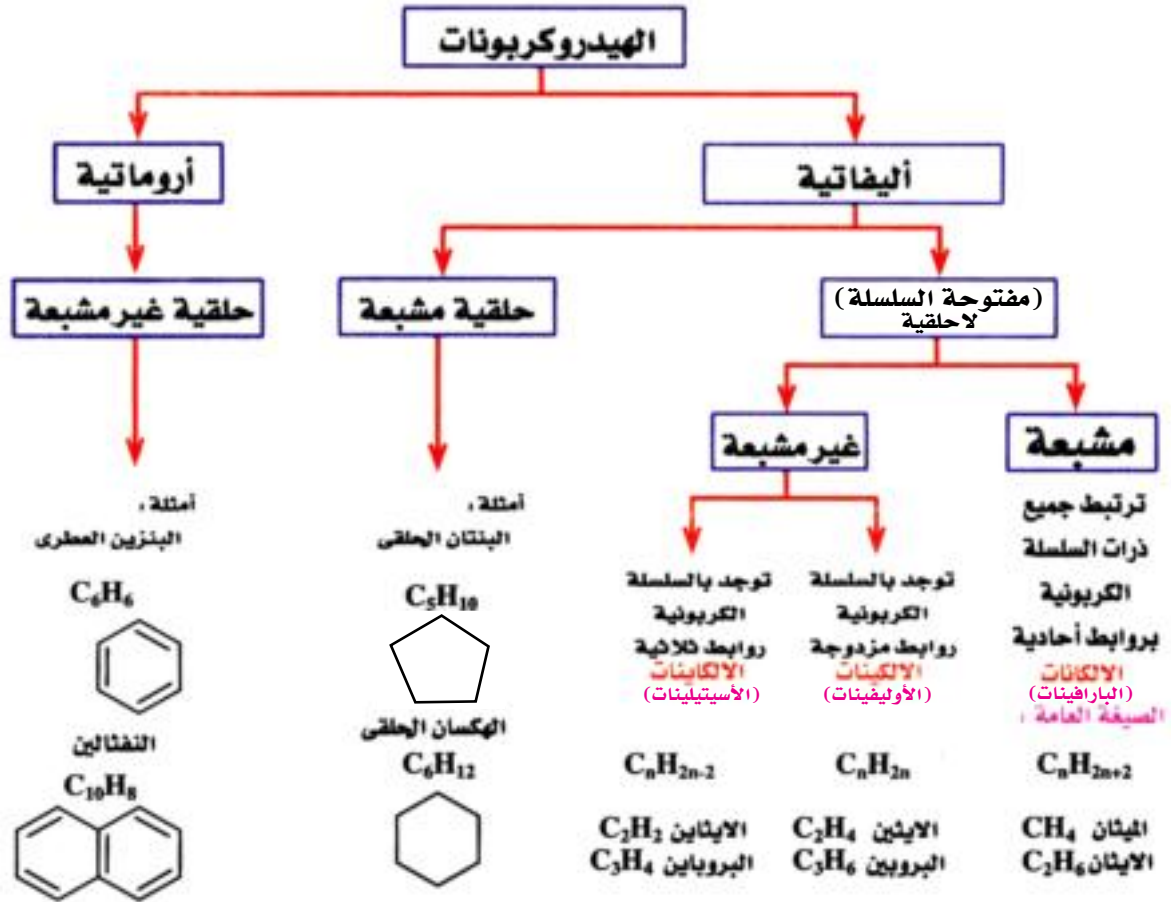 الهيدروكربونات
أليفاتية
أروماتية
(مفتوحة السلسلة)
لاحلقية
حلقية مشبعة
حلقية غير مشبعة
مشبعة
غير مشبعة
ترتبط جميع
ذرات السلسلة
الكربونية
بروابط أحادية
الالكانات
(البارافينات)
الصيغة العامة :
CₙH₂ₙ₊₂
الميثان CH₄
الايثان C₂H₆
توجد بالسلسلة
الكربونية
روابط مزدوجة
الالكينات
(الأوليفينات)
CₙH₂ₙ
الايثين C₂H₄
البروبين C₃H₆
توجد بالسلسلة
الكربونية
روابط ثلاثية
الالكاينات
(الأسيتيلينات)
CₙH₂ₙ₋₂
الايثاين C₂H₂
البروباين C₃H₄
أمثلة :
البنتان الحلقى
C₅H₁₀
الهكسان الحلقى
C₆H₁₂
أمثلة :
البنزين العطرى
C₆H₆
النفثالين
C₁₀H₈